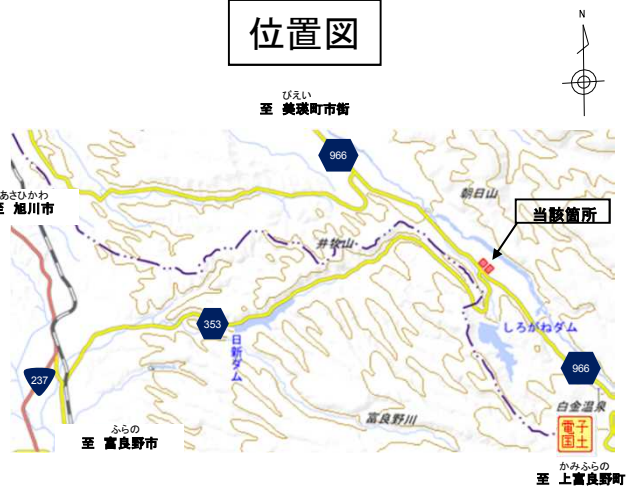 位置図
N
びえい
至 美瑛町市街
966
あさひかわ
至 旭川市
朝日山
当該箇所
井牧山
353
日新ダム
しろがねダム
237
966
白金温泉
富良野川
ふらの
至 富良野市
電子
国土
かみふらの
至 上富良野町